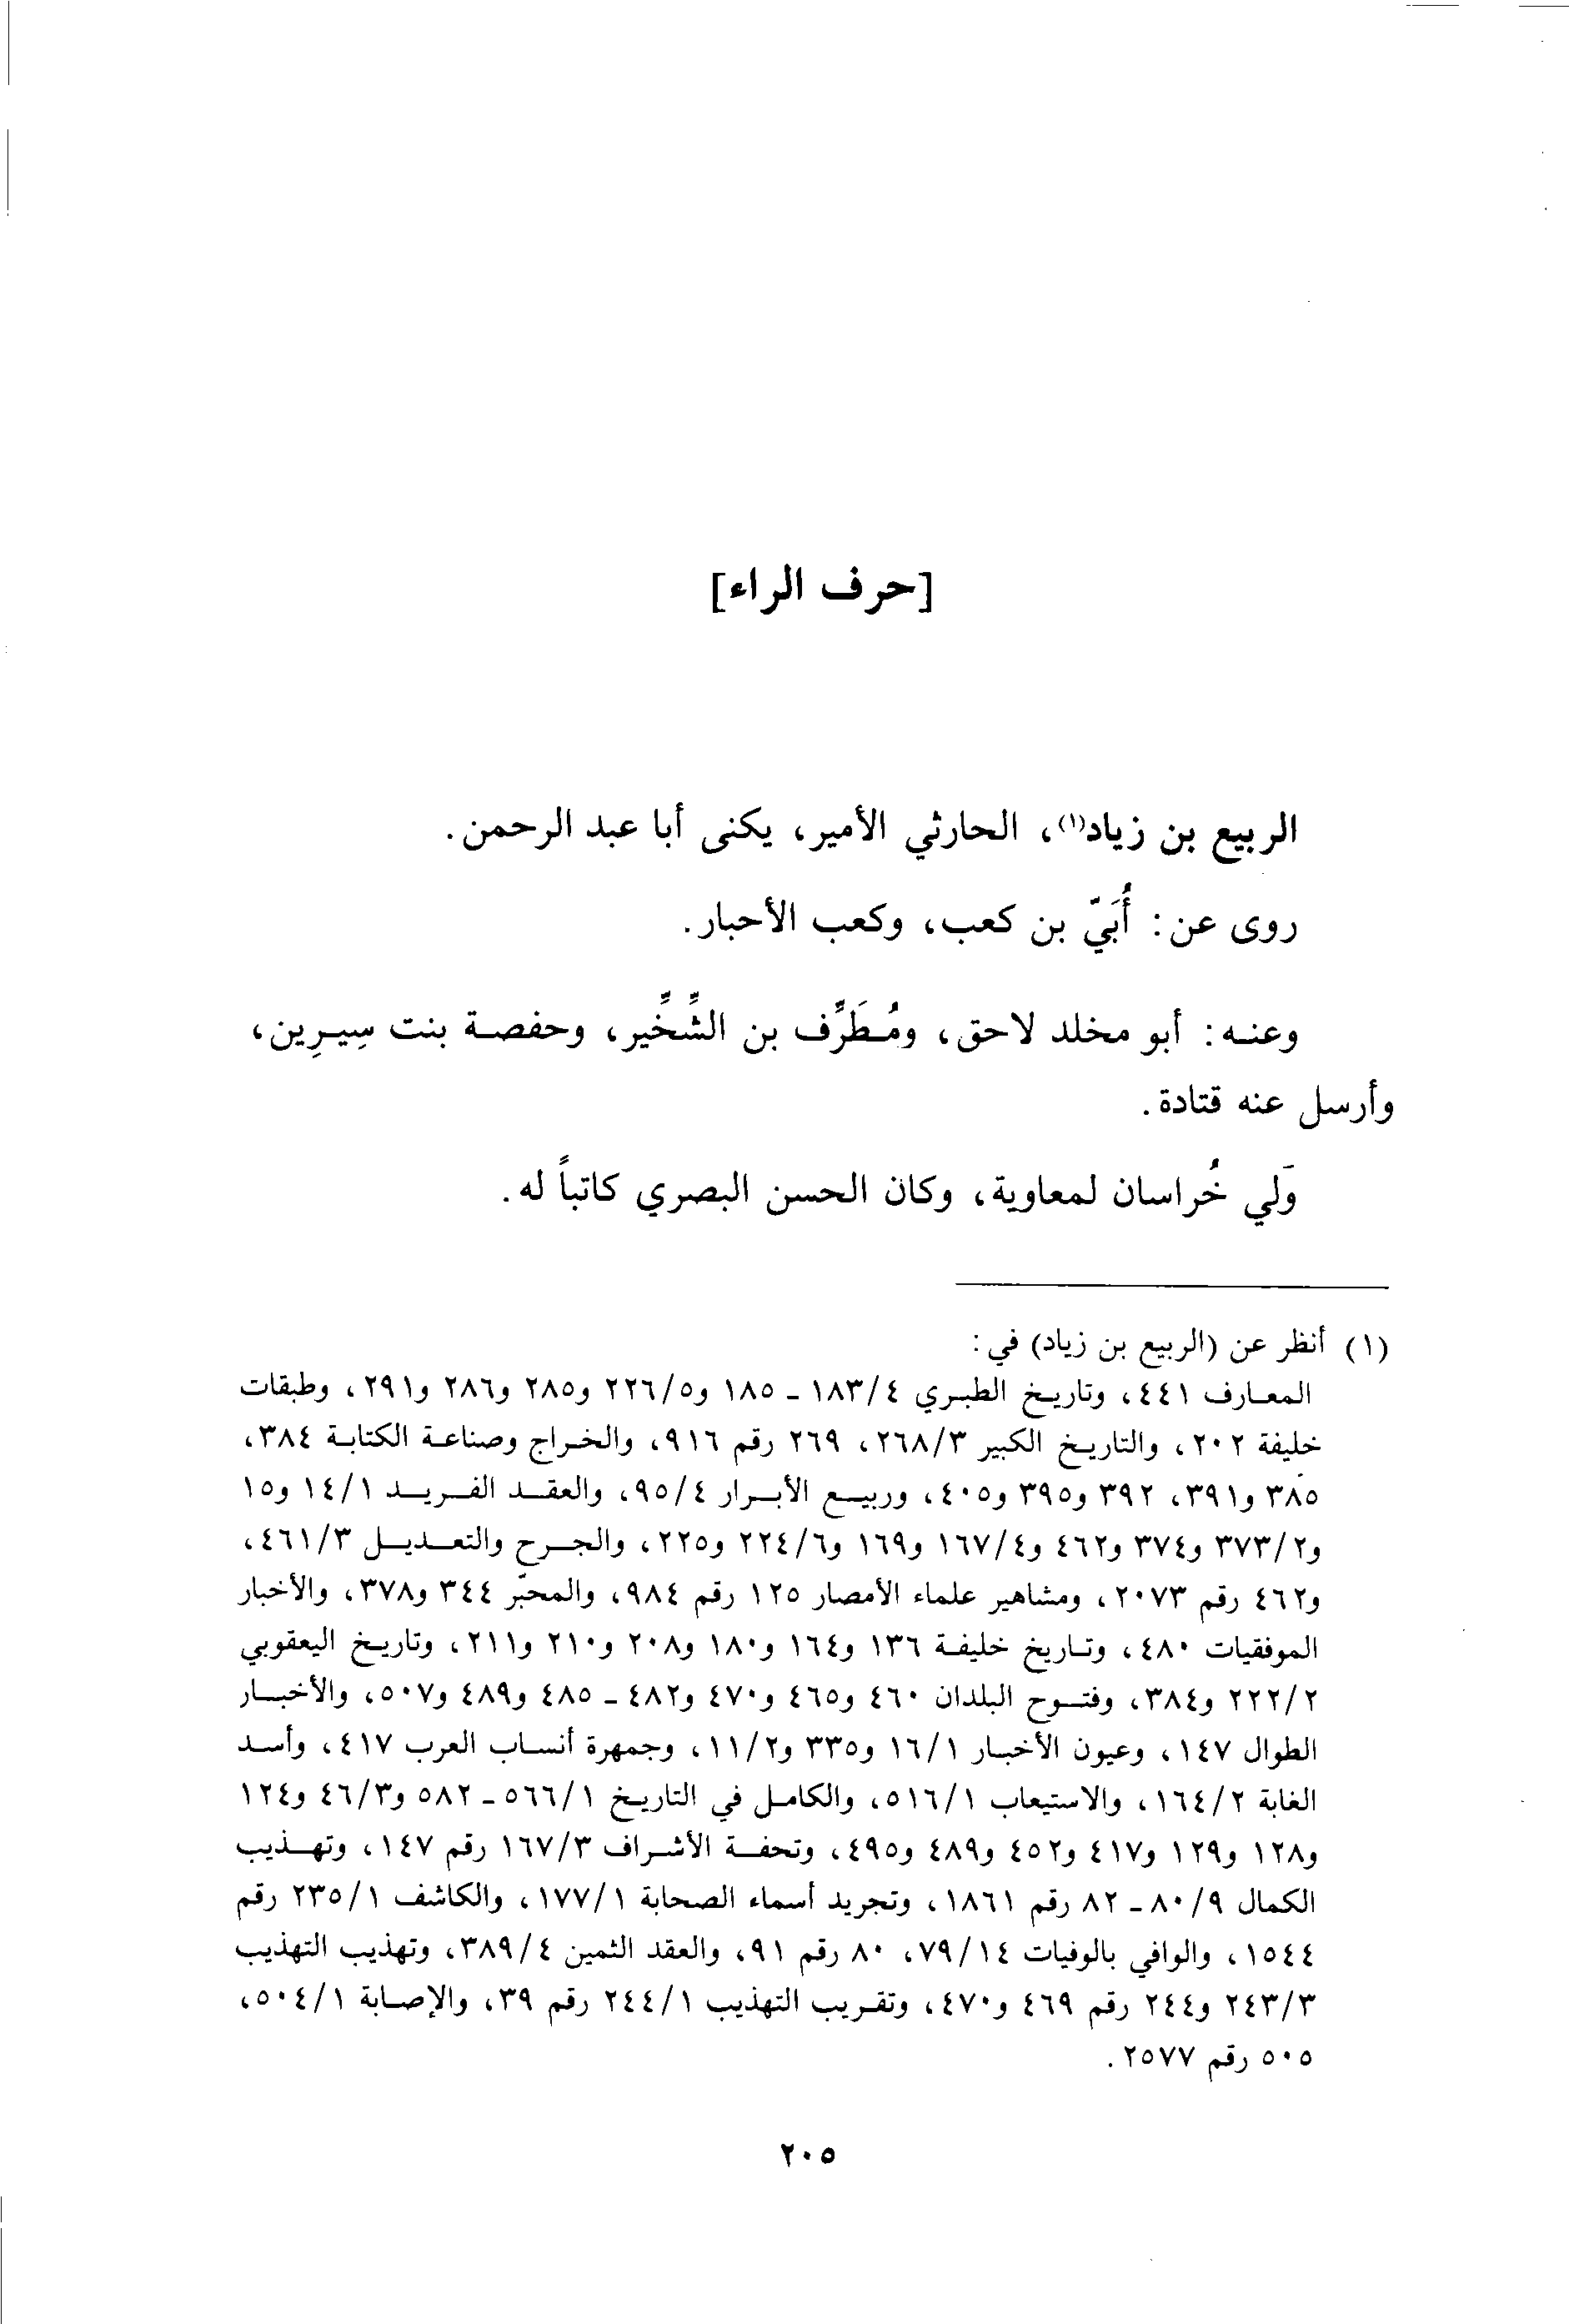 [حرف الراء]
الربيع بن زياد(١)، الحارثي الأمير، يكنى أبا عبد الرحمن.
روى عن: أُبَيّ بن كعب، وكعب الأحبار.
وعنه: أبو مخلد لاحق، ومُطَرِّف بن الشِّخِّير، وحفصة بنت سِيرِين،
وأرسل عنه قتادة.
وَلي خُراسان لمعاوية، وكان الحسن البصري كاتباً له.
(١) أنظر عن (الربيع بن زياد) في:
المعارف ٤٤١، وتاريخ الطبري ٤/١٨٣ - ١٨٥ و٥/٢٢٦ و٢٨٥ و٢٨٦ و٢٩١، وطبقات
خليفة ٢٠٢، والتاريخ الكبير ٣/٢٦٨، ٢٦٩ رقم ٩١٦، والخراج وصناعة الكتابة ٣٨٤،
٣٨٥ و٣٩١، ٣٩٢ و٣٩٥ و٤٠٥، وربيع الأبرار ٤/٩٥، والعقد الفريد ١/١٤ و١٥
و٢/٣٧٣ و٣٧٤ و٤٦٢ و٤/١٦٧ و١٦٩ و٦/٢٢٤ و٢٢٥، والجرح والتعديل ٣/٤٦١،
و٤٦٢ رقم ٢٠٧٣، ومشاهير علماء الأمصار ١٢٥ رقم ٩٨٤، والمحبّر ٣٤٤ و٣٧٨، والأخبار
الموفقيات ٤٨٠، وتاريخ خليفة ١٣٦ و١٦٤ و١٨٠ و٢٠٨ و٢١٠ و٢١١، وتاريخ اليعقوبي
٢/٢٢٢ و٣٨٤، وفتوح البلدان ٤٦٠ و٤٦٥ و٤٧٠ و٤٨٢ - ٤٨٥ و٤٨٩ و٥٠٧، والأخبار
الطوال ١٤٧، وعيون الأخبار ١/١٦ و٣٣٥ و٢/١١، وجمهرة أنساب العرب ٤١٧، وأسد
الغابة ٢/١٦٤، والاستيعاب ١/٥١٦، والكامل في التاريخ ١/٥٦٦ - ٥٨٢ و٣/٤٦ و١٢٤
و١٢٨ و١٢٩ و٤١٧ و٤٥٢ و٤٨٩ و٤٩٥، وتحفة الأشراف ٣/١٦٧ رقم ١٤٧، وتهذيب
الكمال ٩/٨٠ - ٨٢ رقم ١٨٦١، وتجريد أسماء الصحابة ١/١٧٧، والكاشف ١/٢٣٥ رقم
١٥٤٤، والوافي بالوفيات ١٤/٧٩، ٨٠ رقم ٩١، والعقد الثمين ٤/٣٨٩، وتهذيب التهذيب
٣/٢٤٣ و٢٤٤ رقم ٤٦٩ و٤٧٠، وتقريب التهذيب ١/٢٤٤ رقم ٣٩، والإصابة ١/٥٠٤،
٥٠٥ رقم ٢٥٧٧.
٢٠٥